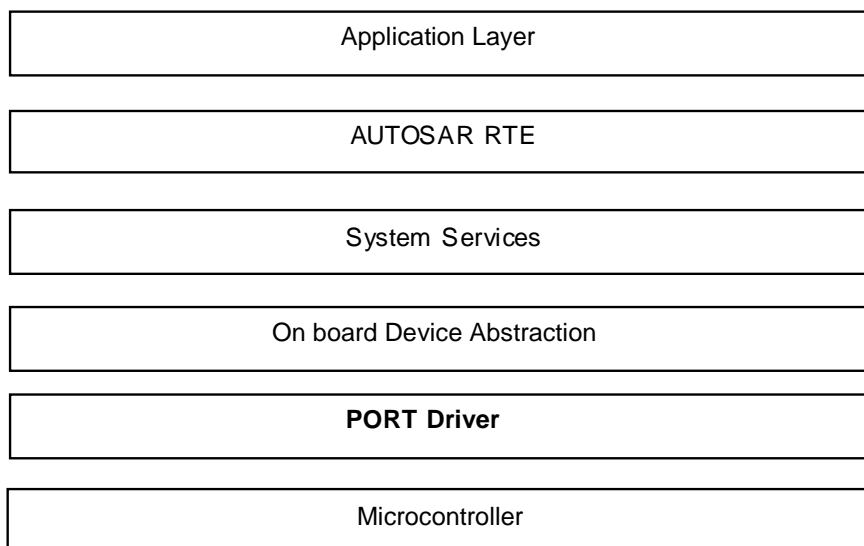 Application Layer
AUTOSAR RTE
System Services
On board Device Abstraction
PORT Driver
Microcontroller